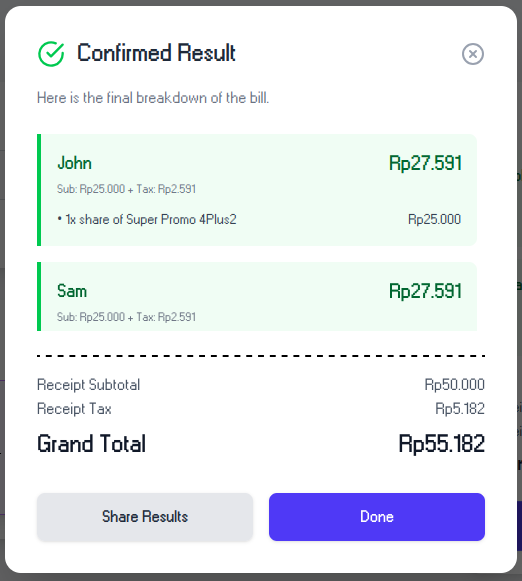 Confirmed Result
Here is the final breakdown of the bill.
John Rp27.591
Sub: Rp25.000 + Tax: Rp2.591
• 1x share of Super Promo 4Plus2 Rp25.000
Sam Rp27.591
Sub: Rp25.000 + Tax: Rp2.591
Receipt Subtotal Rp50.000
Receipt Tax Rp5.182
Grand Total Rp55.182
Share Results Done